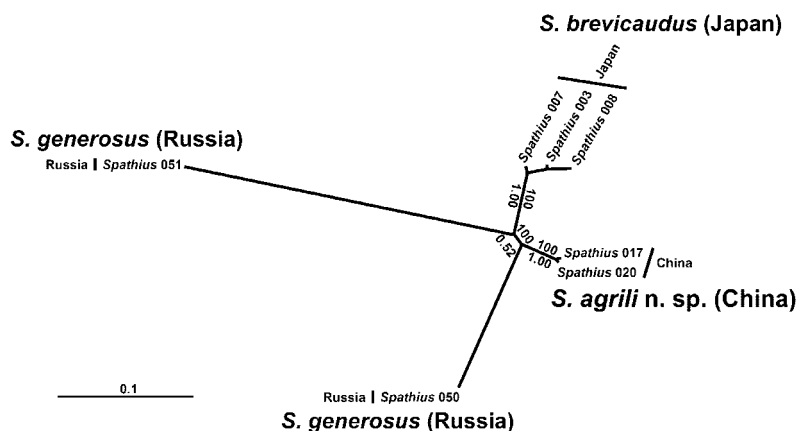 S. brevicaudus (Japan)
Japan
Spathius 007
Spathius 003
Spathius 008
S. generosus (Russia)
Russia | Spathius 051
100
1.00
100
0.52
100
1.00
Spathius 017
Spathius 020
China
S. agrili n. sp. (China)
0.1
Russia | Spathius 050
S. generosus (Russia)